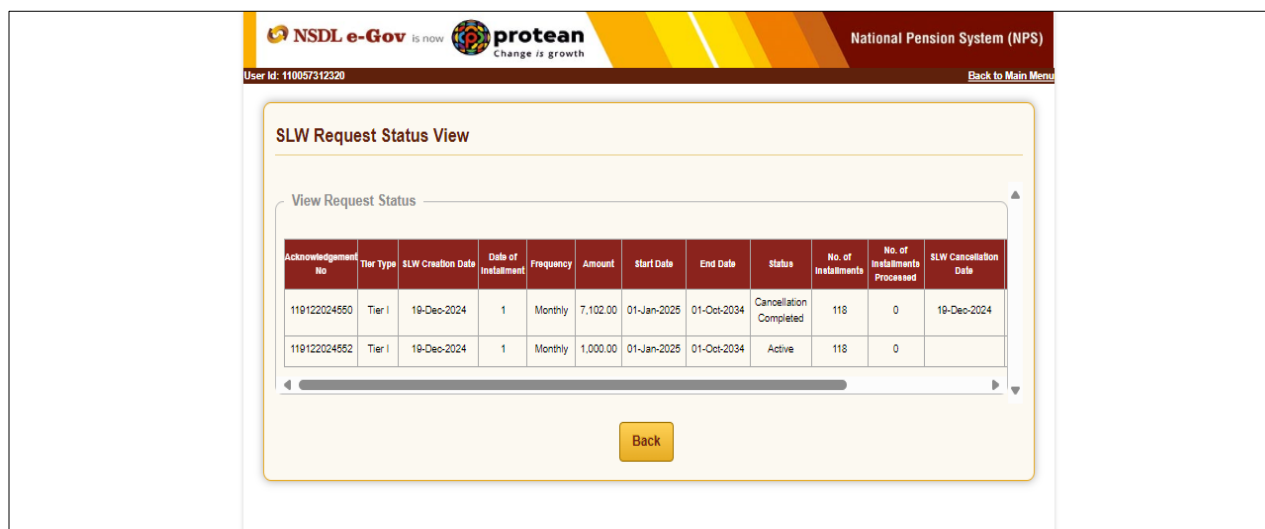 NSDL e-Gov is now protean
Change is growth
National Pension System (NPS)
User Id: 110057312320
Back to Main Menu
SLW Request Status View
View Request Status
Acknowledgement No Tier Type SLW Creation Date Date of Installment Frequency Amount Start Date End Date Status No. of Installments No. of Installments Processed SLW Cancellation Date
119122024550 Tier I 19-Dec-2024 1 Monthly 7,102.00 01-Jan-2025 01-Oct-2034 Cancellation Completed 118 0 19-Dec-2024
119122024552 Tier I 19-Dec-2024 1 Monthly 1,000.00 01-Jan-2025 01-Oct-2034 Active 118 0
Back